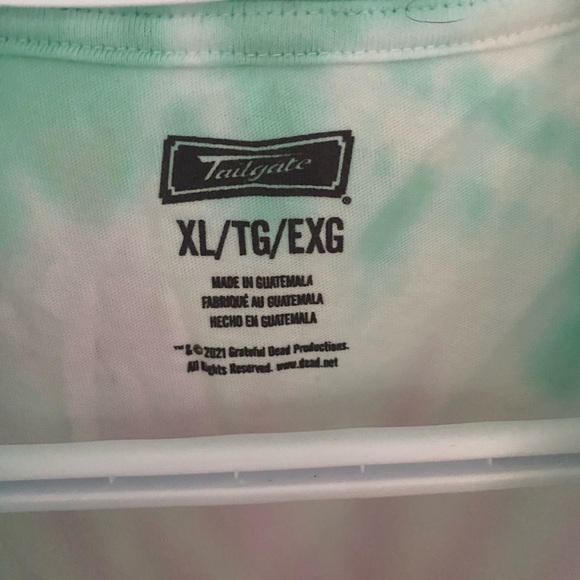 Tailgate
XL/TG/EXG
MADE IN GUATEMALA
FABRIQUÉ AU GUATEMALA
HECHO EN GUATEMALA
™ & © 2021 Grateful Dead Productions.
All Rights Reserved. www.dead.net